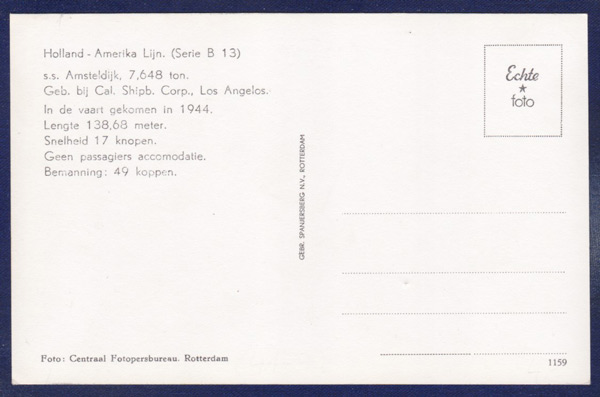 Holland - Amerika Lijn. (Serie B 13)
s.s. Amsteldijk, 7,648 ton.
Geb. bij Cal. Shipb. Corp., Los Angelos.
In de vaart gekomen in 1944.
Lengte 138,68 meter.
Snelheid 17 knopen.
Geen passagiers accomodatie.
Bemanning: 49 koppen.
Echte
foto
GEBR. SPANJERSBERG N.V., ROTTERDAM
Foto: Centraal Fotopersbureau. Rotterdam
1159